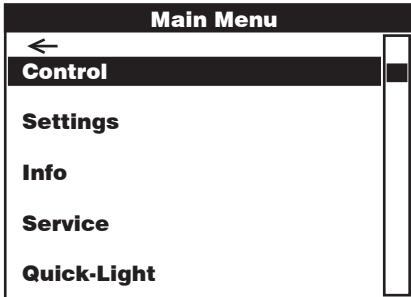 Main Menu
←
Control
Settings
Info
Service
Quick-Light